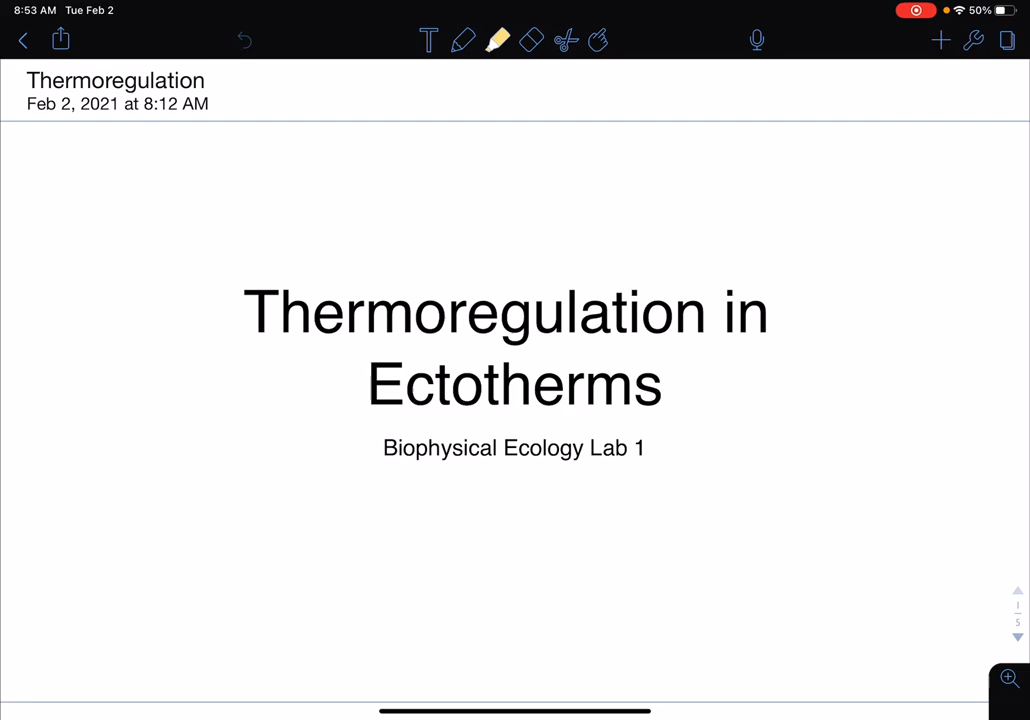 8:53 AM Tue Feb 2
50%
T
Thermoregulation
Feb 2, 2021 at 8:12 AM
Thermoregulation in
Ectotherms
Biophysical Ecology Lab 1
1
5